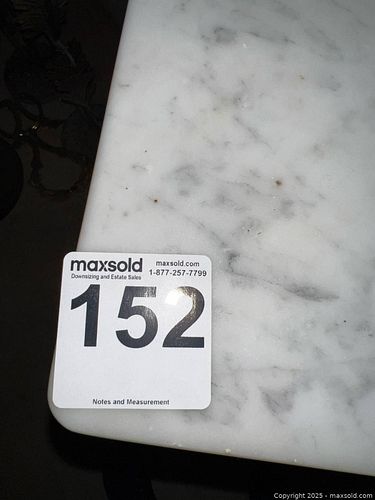 maxsold maxsold.com
Downsizing and Estate Sales 1-877-257-7799
152
Notes and Measurement
Copyright 2025 - maxsold.com